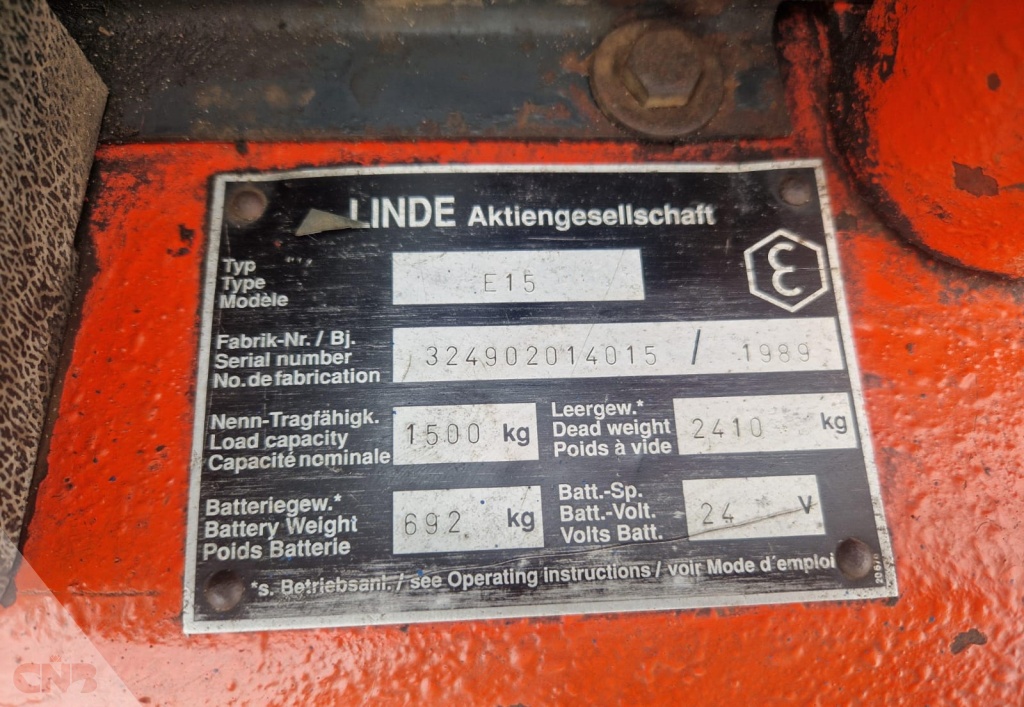 LINDE Aktiengesellschaft
Typ
Type
Modèle
E15
Fabrik-Nr. / Bj.
Serial number
No. de fabrication
324902014015 / 1989
Nenn-Tragfähigk.
Load capacity
Capacité nominale
1500 kg
Leergew.*
Dead weight
Poids à vide
2410 kg
Batteriegew.*
Battery Weight
Poids Batterie
692 kg
Batt.-Sp.
Batt.-Volt.
Volts Batt.
24 V
*s. Betriebsanl. / see Operating instructions / voir Mode d'emploi
CNB